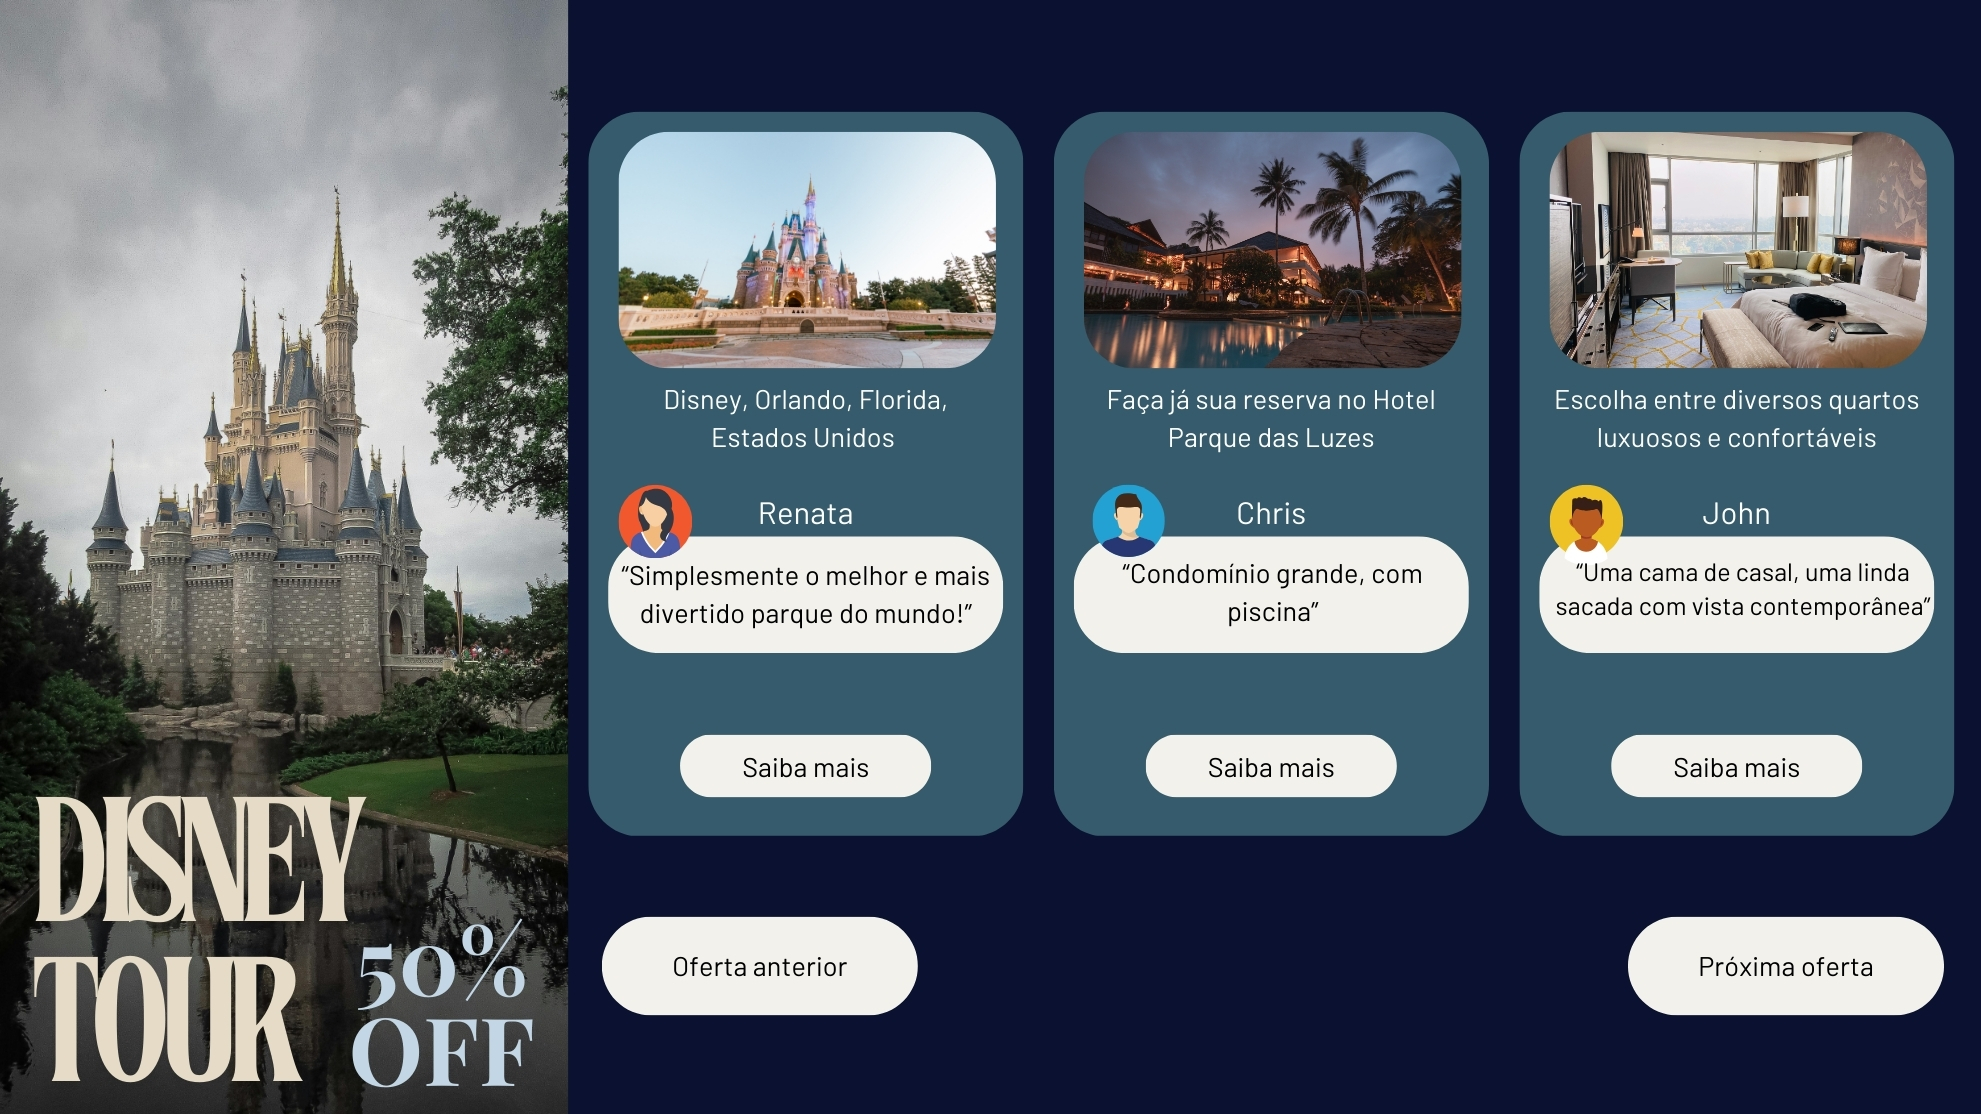 DISNEY
TOUR
50%
OFF
Disney, Orlando, Florida,
Estados Unidos
Renata
“Simplesmente o melhor e mais
divertido parque do mundo!”
Saiba mais
Faça já sua reserva no Hotel
Parque das Luzes
Chris
“Condomínio grande, com
piscina”
Saiba mais
Escolha entre diversos quartos
luxuosos e confortáveis
John
“Uma cama de casal, uma linda
sacada com vista contemporânea”
Saiba mais
Oferta anterior
Próxima oferta